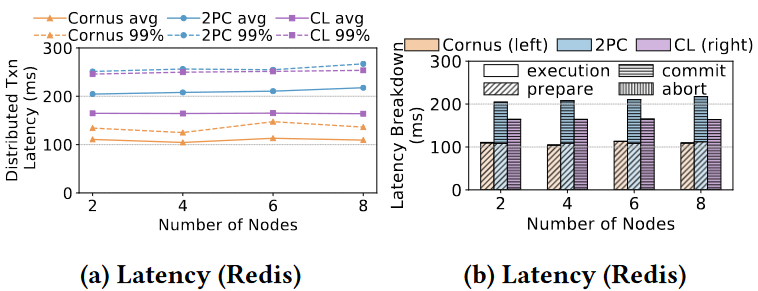 Cornus avg 2PC avg CL avg
Cornus 99% 2PC 99% CL 99%
300
200
100
0
Distributed Txn
Latency (ms)
2 4 6 8
Number of Nodes
(a) Latency (Redis)
Cornus (left) 2PC CL (right)
execution commit
prepare abort
300
200
100
0
Latency Breakdown
(ms)
2 4 6 8
Number of Nodes
(b) Latency (Redis)